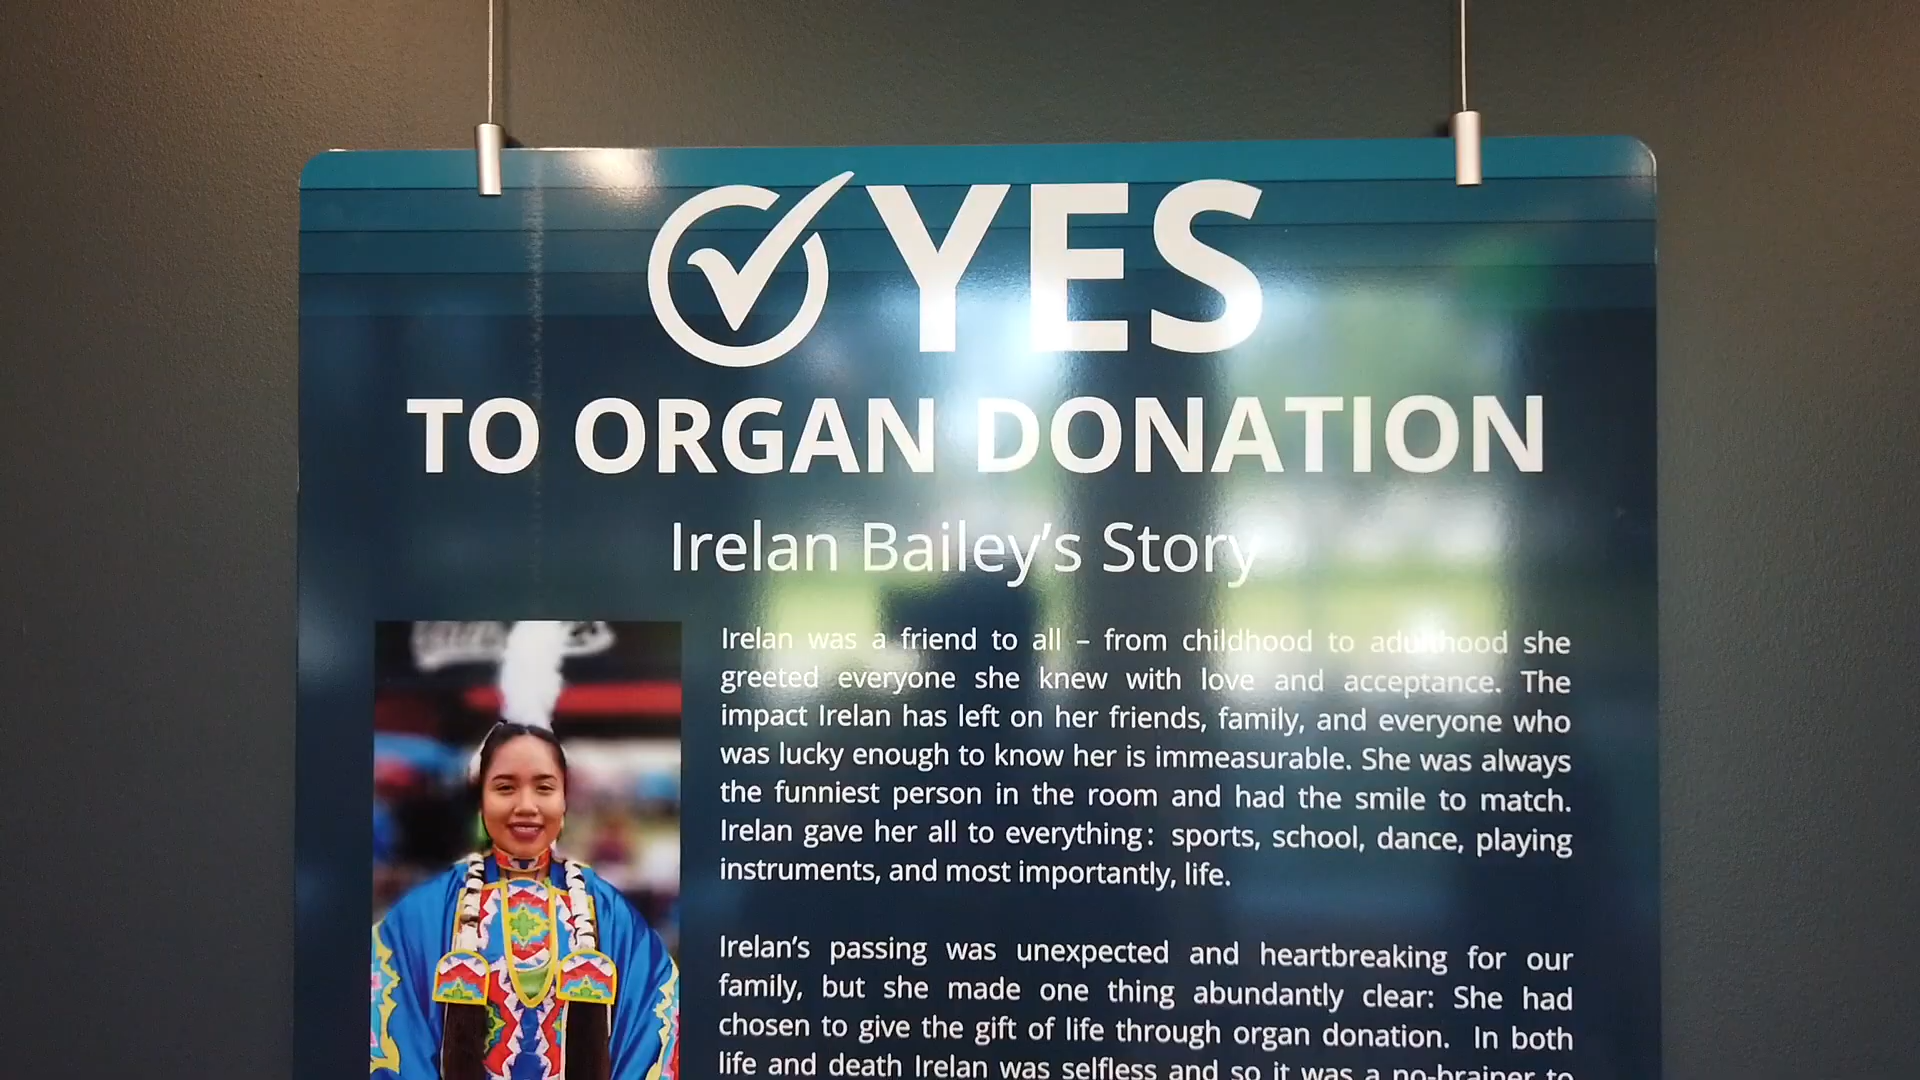 YES
TO ORGAN DONATION
Irelan Bailey's Story
Irelan was a friend to all – from childhood to adulthood she
greeted everyone she knew with love and acceptance. The
impact Irelan has left on her friends, family, and everyone who
was lucky enough to know her is immeasurable. She was always
the funniest person in the room and had the smile to match.
Irelan gave her all to everything: sports, school, dance, playing
instruments, and most importantly, life.
Irelan's passing was unexpected and heartbreaking for our
family, but she made one thing abundantly clear: She had
chosen to give the gift of life through organ donation. In both
life and death Irelan was selfless and so it was a no-brainer to